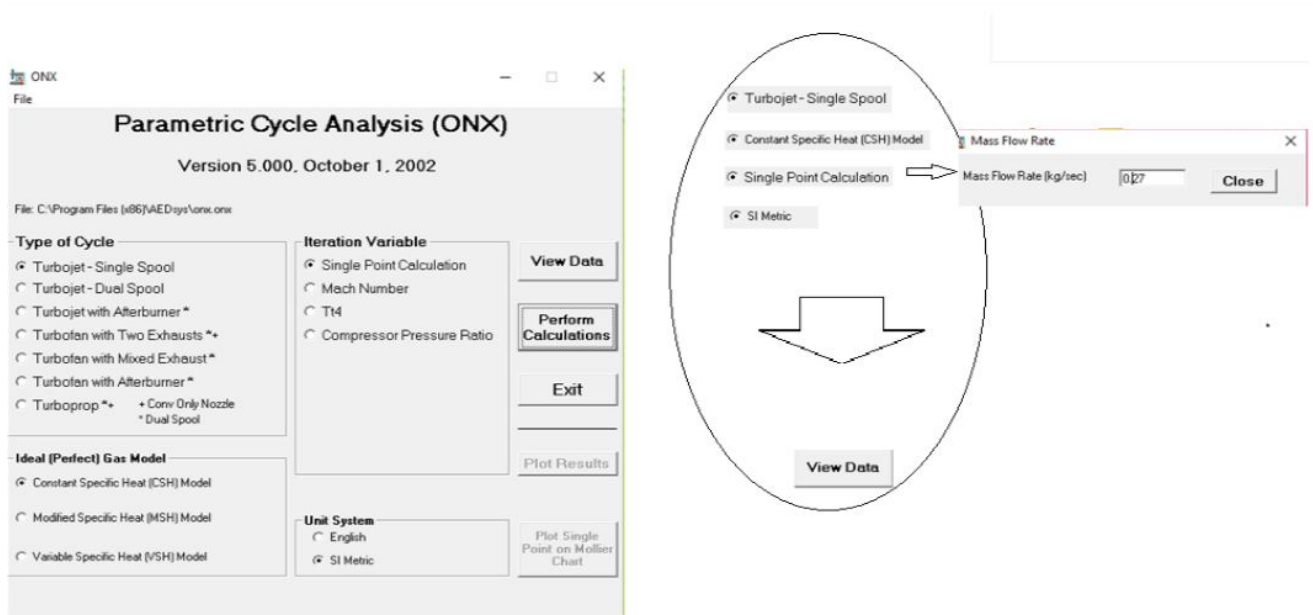 ONX
File
Parametric Cycle Analysis (ONX)
Version 5.000, October 1, 2002
File: C:\Program Files (x86)\AEDsys\onx.onx
Type of Cycle
Turbojet - Single Spool
Turbojet - Dual Spool
Turbojet with Afterburner *
Turbofan with Two Exhausts *+
Turbofan with Mixed Exhaust *
Turbofan with Afterburner *
Turboprop *+
+ Conv Only Nozzle
* Dual Spool
Iteration Variable
Single Point Calculation
Mach Number
Tt4
Compressor Pressure Ratio
View Data
Perform
Calculations
Exit
Plot Results
Plot Single
Point on Mollier
Chart
Ideal (Perfect) Gas Model
Constant Specific Heat (CSH) Model
Modified Specific Heat (MSH) Model
Variable Specific Heat (VSH) Model
Unit System
English
SI Metric
Turbojet - Single Spool
Constant Specific Heat (CSH) Model
Single Point Calculation
SI Metric
View Data
Mass Flow Rate
Mass Flow Rate (kg/sec)
0.27
Close